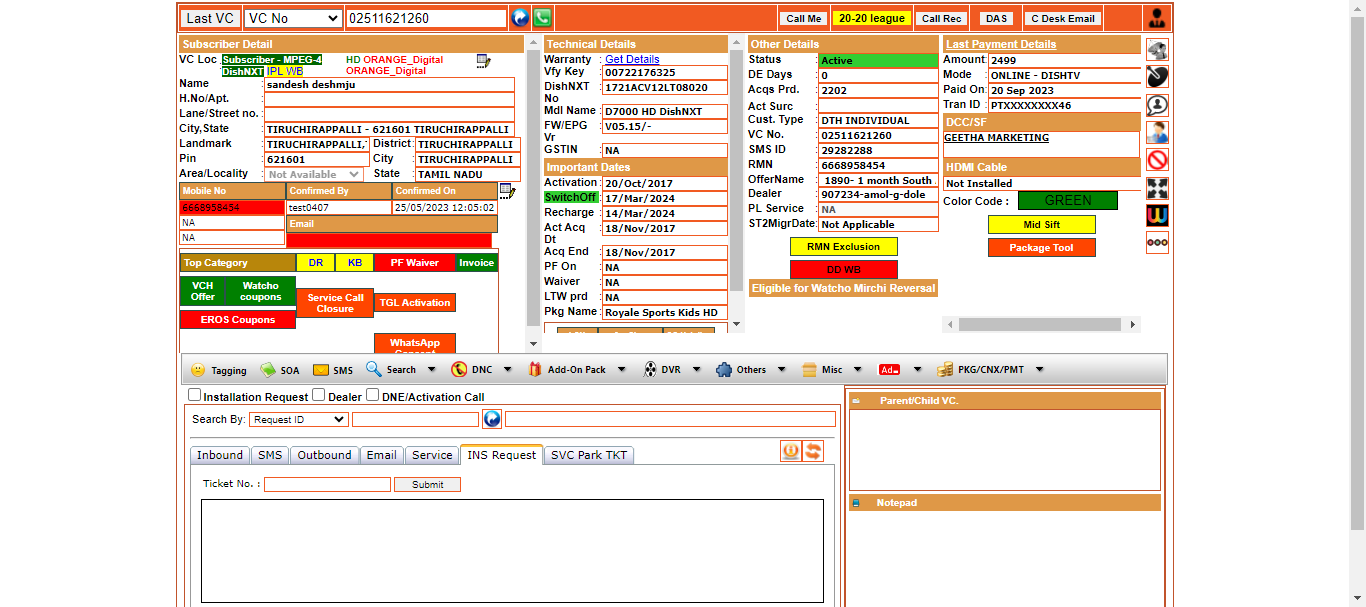 Last VC VC No 02511621260 Call Me 20-20 league Call Rec DAS C Desk Email
Subscriber Detail
VC Loc : Subscriber - MPEG-4 HD ORANGE_Digital
DishNXT IPL WB ORANGE_Digital
Name : sandesh deshmju
H.No/Apt. :
Lane/Street no. :
City,State : TIRUCHIRAPPALLI - 621601 TIRUCHIRAPPALLI
Landmark : TIRUCHIRAPPALLI, District : TIRUCHIRAPPALLI
Pin : 621601 City : TIRUCHIRAPPALLI
Area/Locality : Not Available State : TAMIL NADU
Mobile No Confirmed By Confirmed On
6668958454 test0407 25/05/2023 12:05:02
NA Email
NA
Top Category DR KB PF Waiver Invoice
VCH Offer Watcho coupons Service Call Closure TGL Activation
EROS Coupons
WhatsApp
Technical Details
Warranty : Get Details
Vfy Key : 00722176325
DishNXT No : 1721ACV12LT08020
Mdl Name : D7000 HD DishNXT
FW/EPG Vr : V05.15/-
GSTIN : NA
Important Dates
Activation : 20/Oct/2017
SwitchOff : 17/Mar/2024
Recharge : 14/Mar/2024
Act Acq Dt : 18/Nov/2017
Acq End : 18/Nov/2017
PF On : NA
Waiver : NA
LTW prd : NA
Pkg Name : Royale Sports Kids HD
Other Details
Status : Active
DE Days : 0
Acqs Prd. : 2202
Act Surc :
Cust. Type : DTH INDIVIDUAL
VC No. : 02511621260
SMS ID : 29282288
RMN : 6668958454
OfferName : 1890- 1 month South .
Dealer : 907234-amol-g-dole
PL Service : NA
ST2MigrDate: Not Applicable
RMN Exclusion
DD WB
Eligible for Watcho Mirchi Reversal
Last Payment Details
Amount: 2499
Mode : ONLINE - DISHTV
Paid On: 20 Sep 2023
Tran ID : PTXXXXXXXX46
DCC/SF
GEETHA MARKETING
HDMI Cable
Not Installed
Color Code : GREEN
Mid Sift
Package Tool
Tagging SOA SMS Search DNC Add-On Pack DVR Others Misc Ad PKG/CNX/PMT
Installation Request Dealer DNE/Activation Call
Search By: Request ID
Inbound SMS Outbound Email Service INS Request SVC Park TKT
Ticket No. : Submit
Parent/Child VC.
Notepad